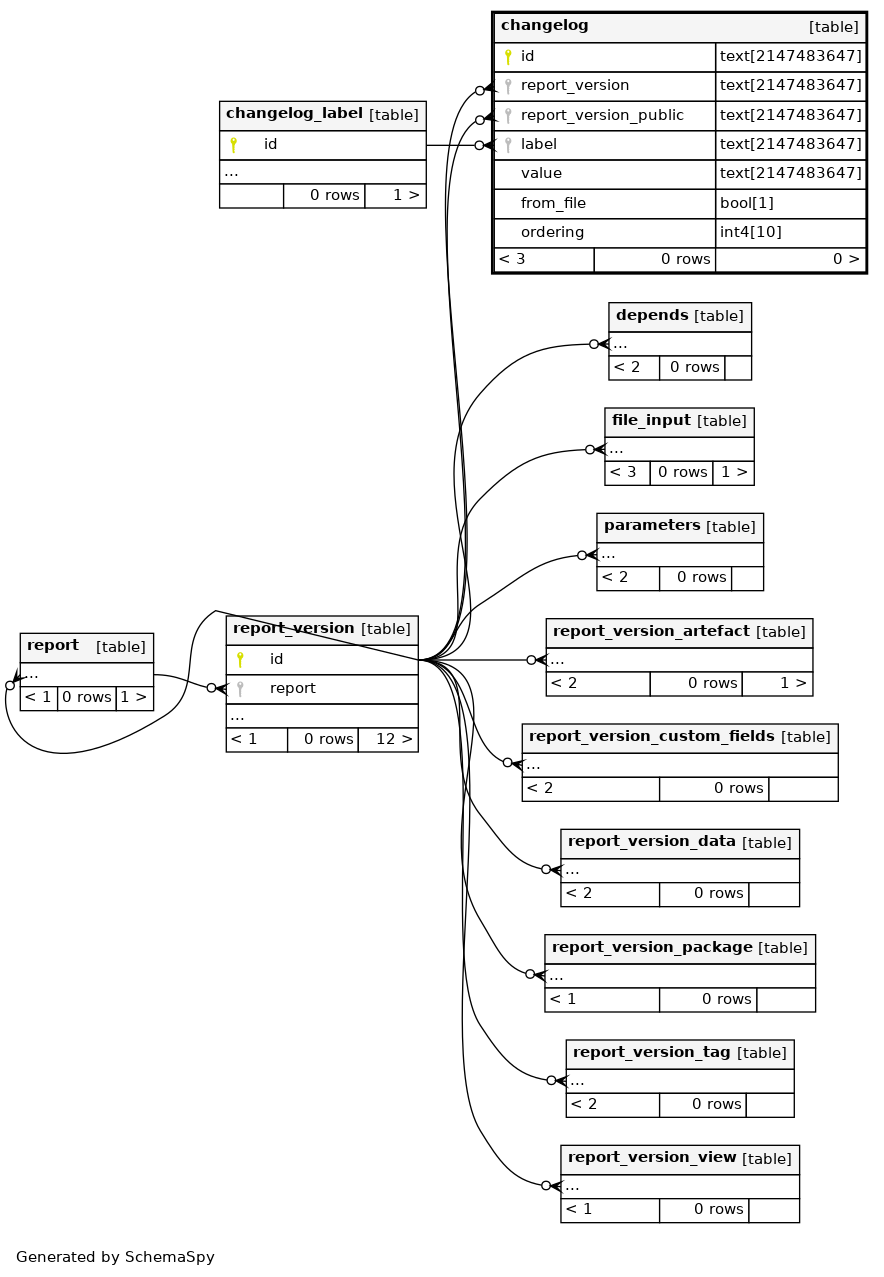 changelog [table]
id text[2147483647]
report_version text[2147483647]
report_version_public text[2147483647]
label text[2147483647]
value text[2147483647]
from_file bool[1]
ordering int4[10]
< 3 0 rows 0 >
changelog_label [table]
id
...
0 rows 1 >
depends [table]
...
< 2 0 rows
file_input [table]
...
< 3 0 rows 1 >
parameters [table]
...
< 2 0 rows
report [table]
...
< 1 0 rows 1 >
report_version [table]
id
report
...
< 1 0 rows 12 >
report_version_artefact [table]
...
< 2 0 rows 1 >
report_version_custom_fields [table]
...
< 2 0 rows
report_version_data [table]
...
< 2 0 rows
report_version_package [table]
...
< 1 0 rows
report_version_tag [table]
...
< 2 0 rows
report_version_view [table]
...
< 1 0 rows
Generated by SchemaSpy